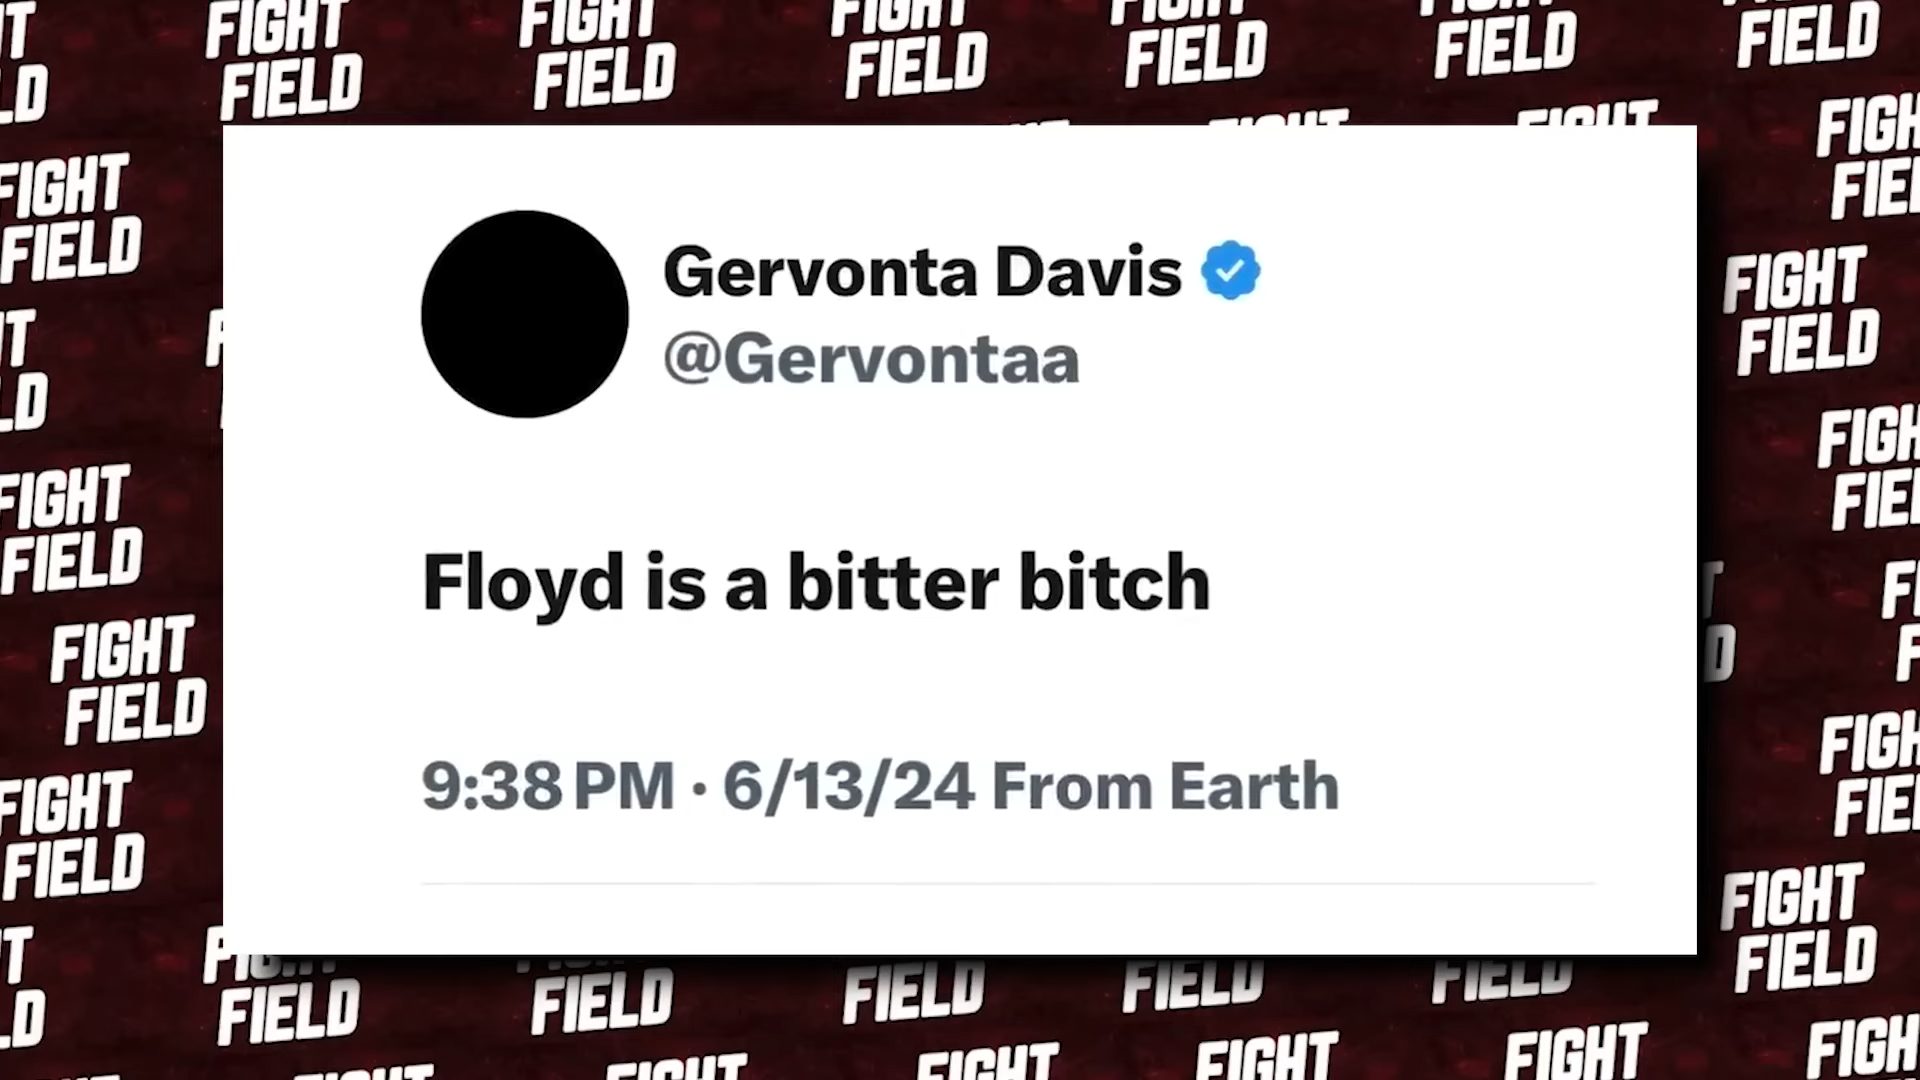 Gervonta Davis
@Gervontaa
Floyd is a bitter bitch
9:38 PM · 6/13/24 From Earth
FIGHT
FIELD